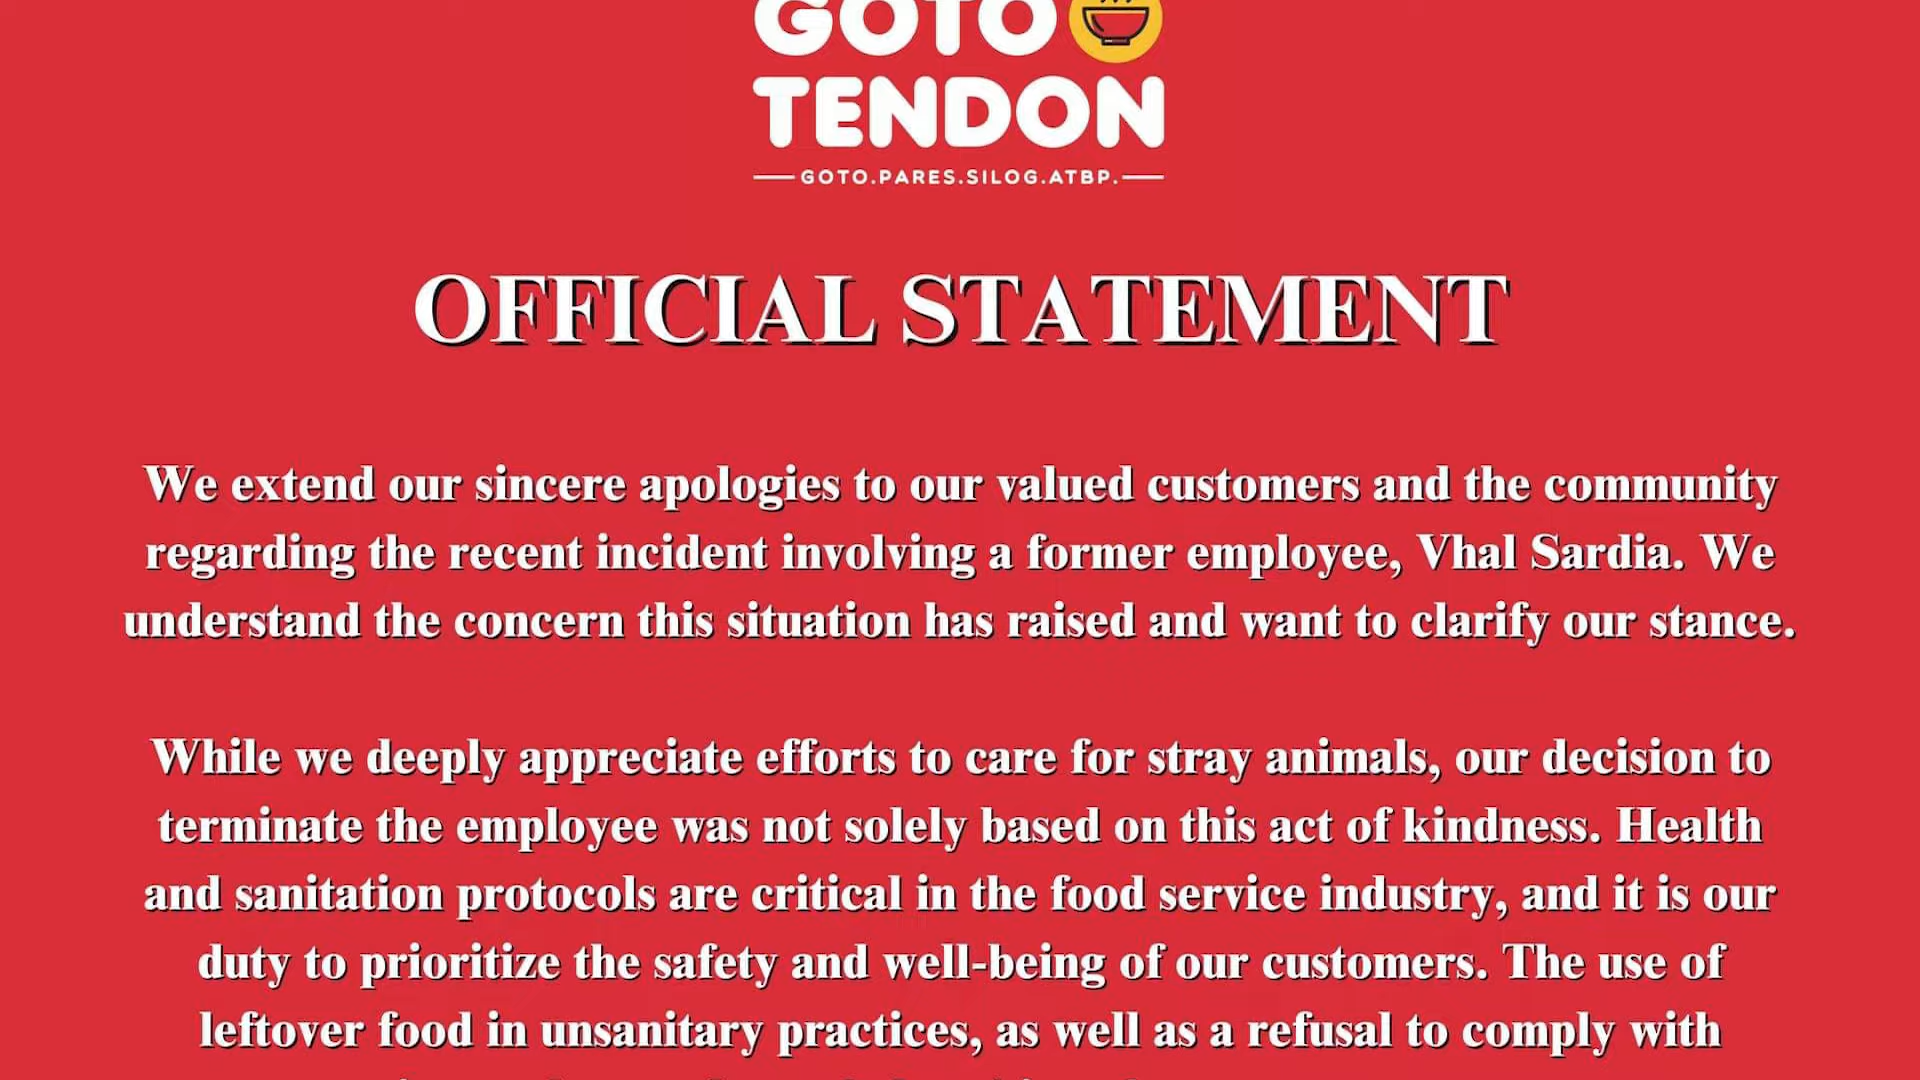 GOTO
TENDON
GOTO.PARES.SILOG.ATBP.
OFFICIAL STATEMENT
We extend our sincere apologies to our valued customers and the community
regarding the recent incident involving a former employee, Vhal Sardia. We
understand the concern this situation has raised and want to clarify our stance.
While we deeply appreciate efforts to care for stray animals, our decision to
terminate the employee was not solely based on this act of kindness. Health
and sanitation protocols are critical in the food service industry, and it is our
duty to prioritize the safety and well-being of our customers. The use of
leftover food in unsanitary practices, as well as a refusal to comply with